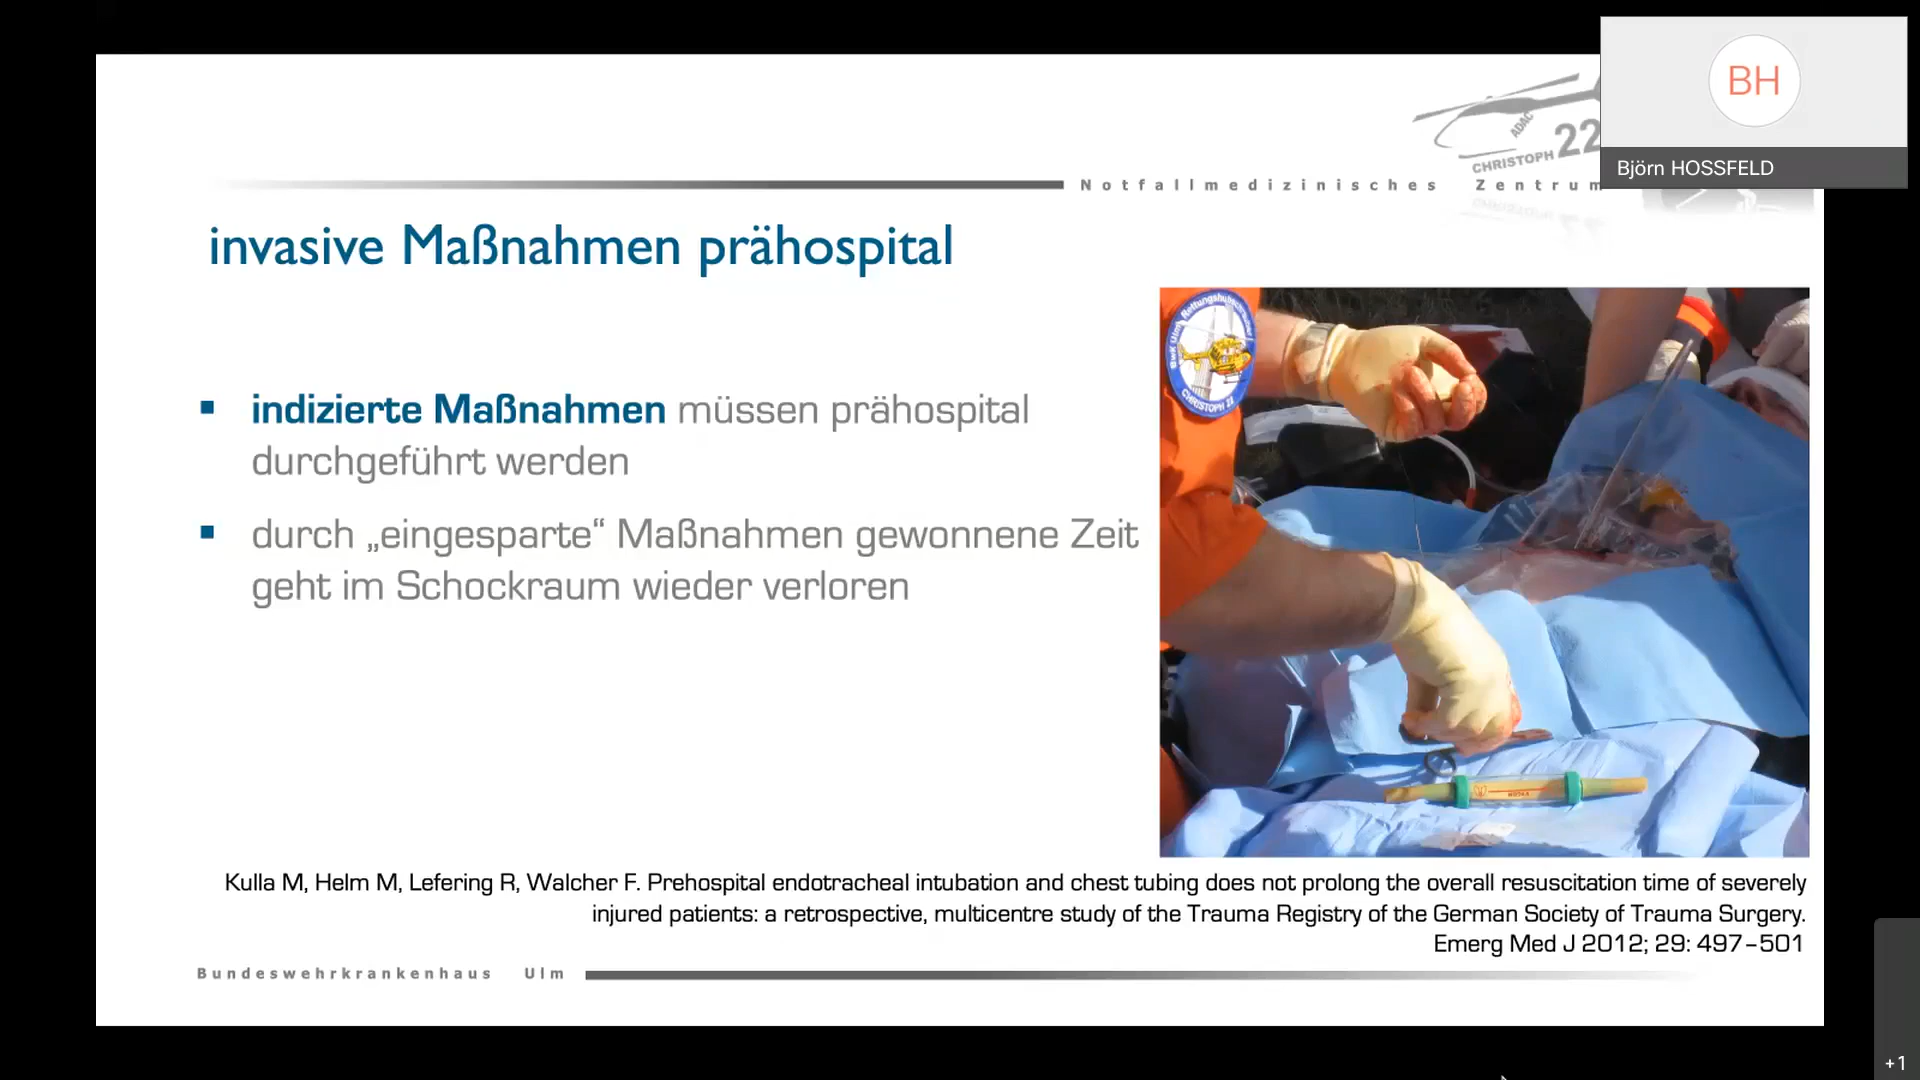 BH
Björn HOSSFELD
ADAC
CHRISTOPH 22
Notfallmedizinisches Zentrum
invasive Maßnahmen prähospital
▪ indizierte Maßnahmen müssen prähospital
durchgeführt werden
▪ durch „eingesparte“ Maßnahmen gewonnene Zeit
geht im Schockraum wieder verloren
CHRISTOPH 22
Kulla M, Helm M, Lefering R, Walcher F. Prehospital endotracheal intubation and chest tubing does not prolong the overall resuscitation time of severely
injured patients: a retrospective, multicentre study of the Trauma Registry of the German Society of Trauma Surgery.
Emerg Med J 2012; 29: 497–501
Bundeswehrkrankenhaus Ulm
+1